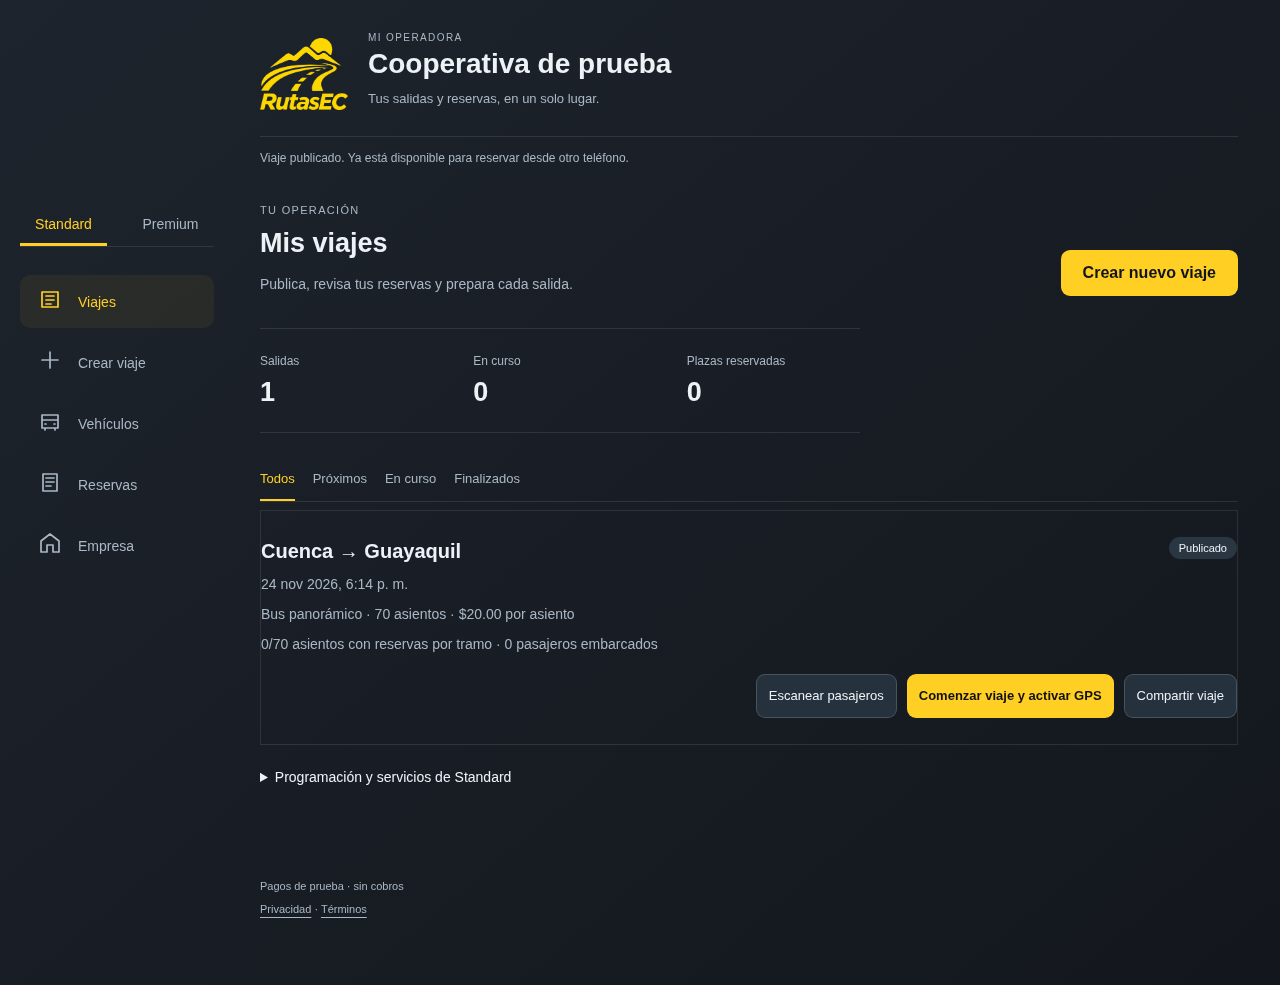 RutasEC
MI OPERADORA
Cooperativa de prueba
Tus salidas y reservas, en un solo lugar.
Viaje publicado. Ya está disponible para reservar desde otro teléfono.
Standard
Premium
Viajes
Crear viaje
Vehículos
Reservas
Empresa
TU OPERACIÓN
Mis viajes
Publica, revisa tus reservas y prepara cada salida.
Crear nuevo viaje
Salidas
1
En curso
0
Plazas reservadas
0
Todos
Próximos
En curso
Finalizados
Cuenca → Guayaquil
Publicado
24 nov 2026, 6:14 p. m.
Bus panorámico · 70 asientos · $20.00 por asiento
0/70 asientos con reservas por tramo · 0 pasajeros embarcados
Escanear pasajeros
Comenzar viaje y activar GPS
Compartir viaje
Programación y servicios de Standard
Pagos de prueba · sin cobros
Privacidad · Términos